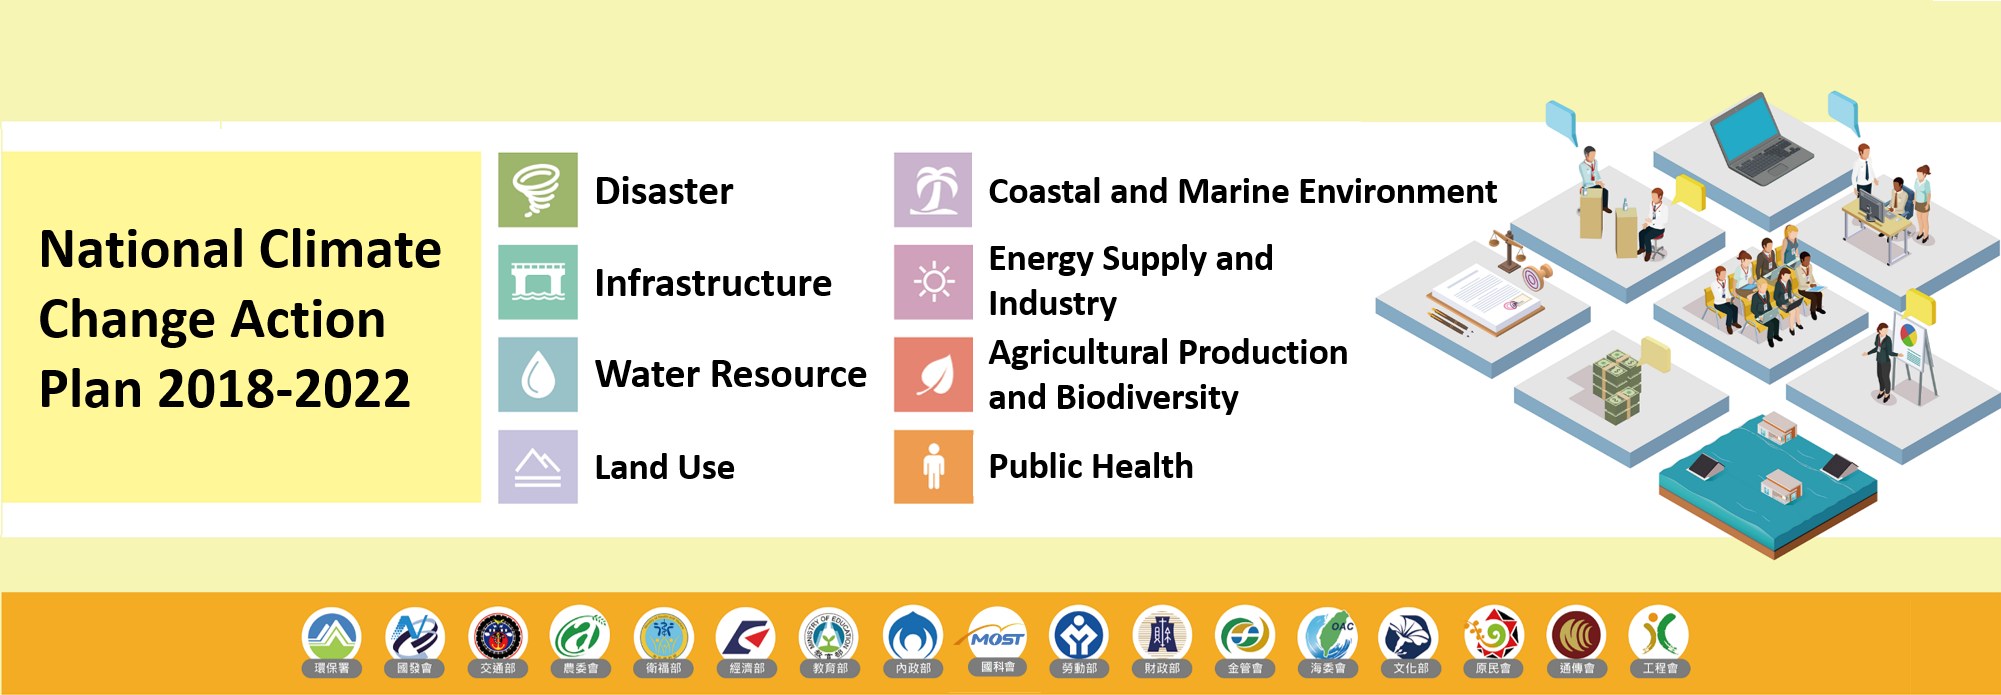 National Climate
Change Action
Plan 2018-2022
Disaster
Infrastructure
Water Resource
Land Use
Coastal and Marine Environment
Energy Supply and
Industry
Agricultural Production
and Biodiversity
Public Health
MINISTRY OF EDUCATION
MOST
財
OAC
環保署
國發會
交通部
農委會
衛福部
經濟部
教育部
內政部
國科會
勞動部
財政部
金管會
海委會
文化部
原民會
通傳會
工程會